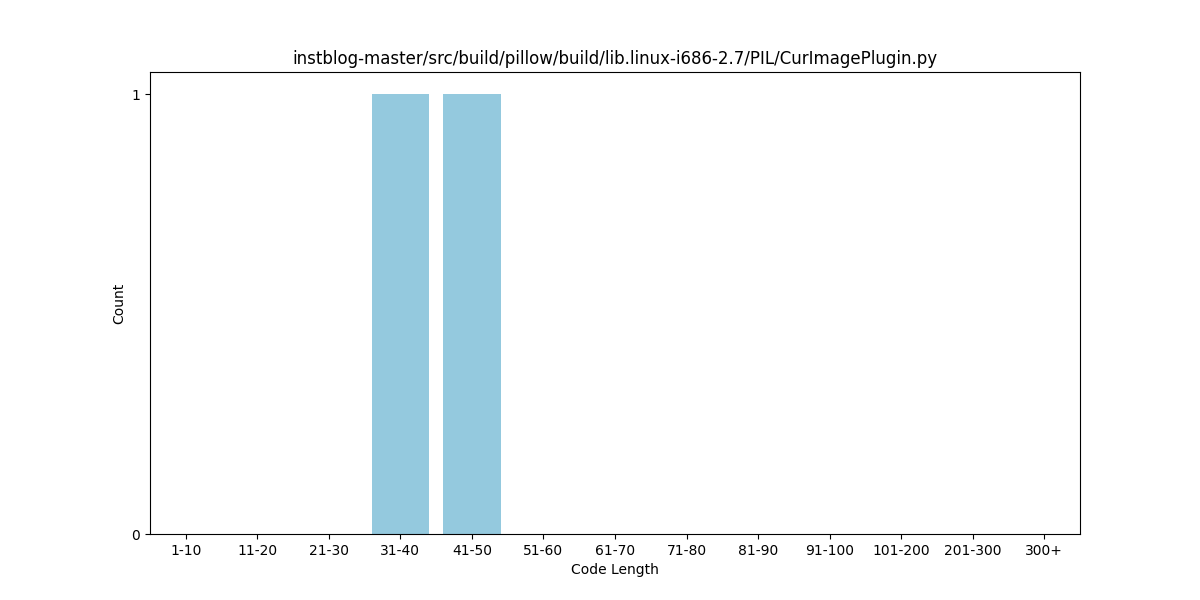 instblog-master/src/build/pillow/build/lib.linux-i686-2.7/PIL/CurImagePlugin.py
1
Count
0
1-10 11-20 21-30 31-40 41-50 51-60 61-70 71-80 81-90 91-100 101-200 201-300 300+
Code Length